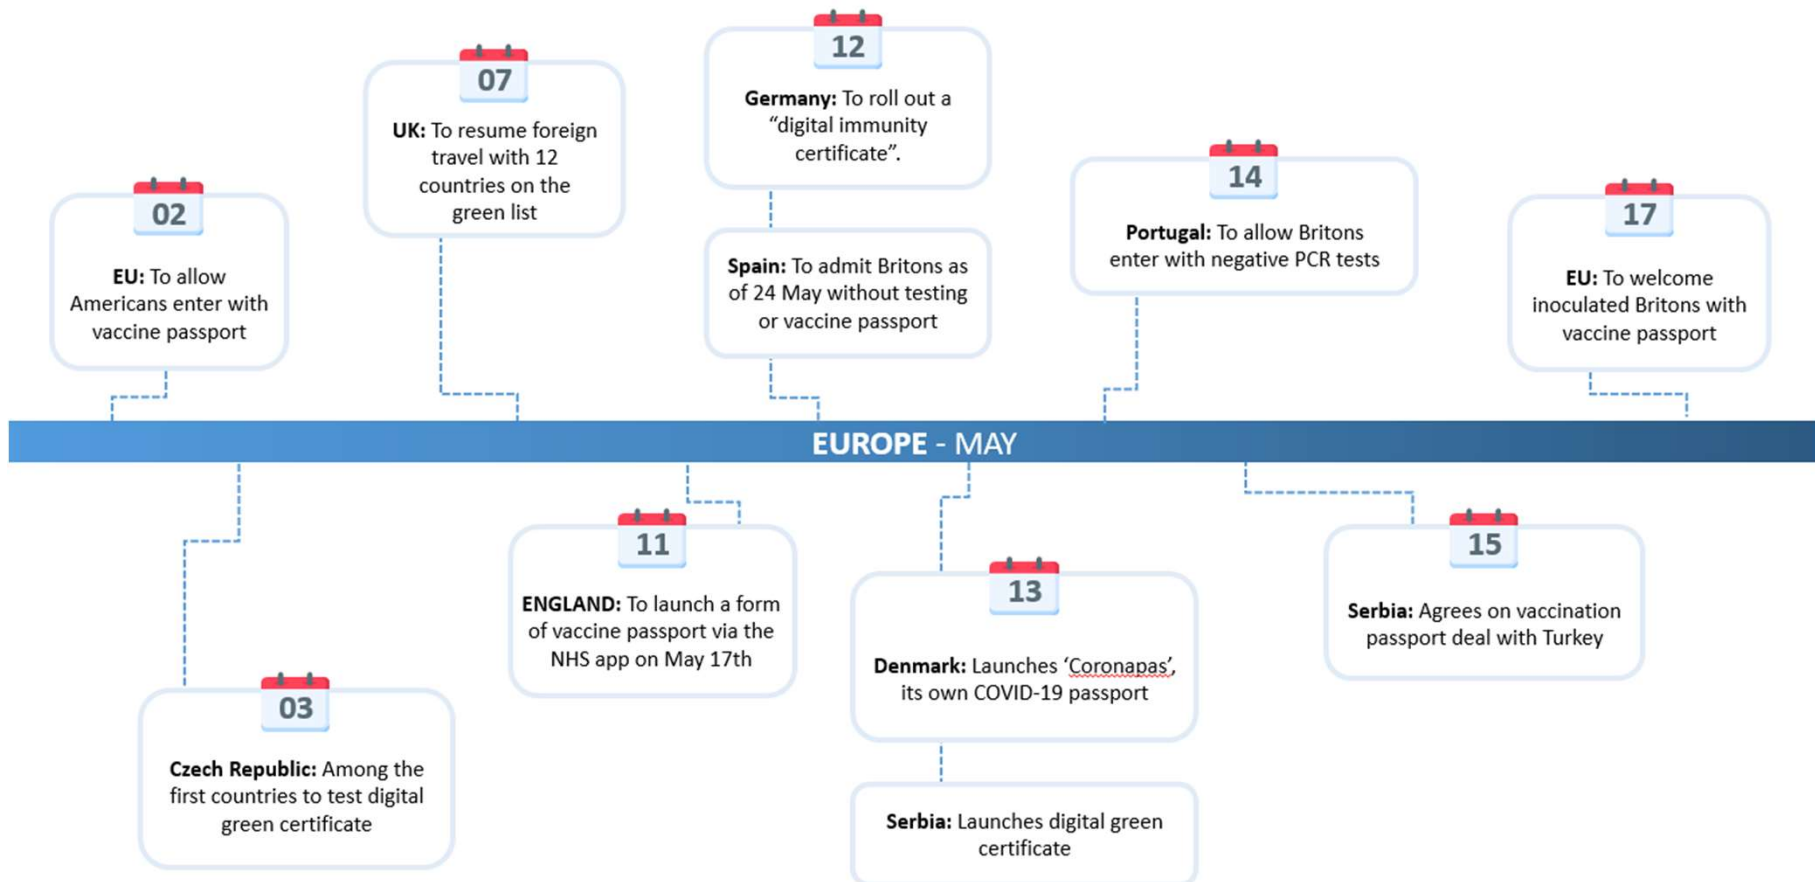 02
EU: To allow
Americans enter with
vaccine passport
07
UK: To resume foreign
travel with 12
countries on the
green list
12
Germany: To roll out a
“digital immunity
certificate”.
Spain: To admit Britons as
of 24 May without testing
or vaccine passport
14
Portugal: To allow Britons
enter with negative PCR tests
17
EU: To welcome
inoculated Britons with
vaccine passport
EUROPE - MAY
03
Czech Republic: Among the
first countries to test digital
green certificate
11
ENGLAND: To launch a form
of vaccine passport via the
NHS app on May 17th
13
Denmark: Launches ‘Coronapas’,
its own COVID-19 passport
Serbia: Launches digital green
certificate
15
Serbia: Agrees on vaccination
passport deal with Turkey